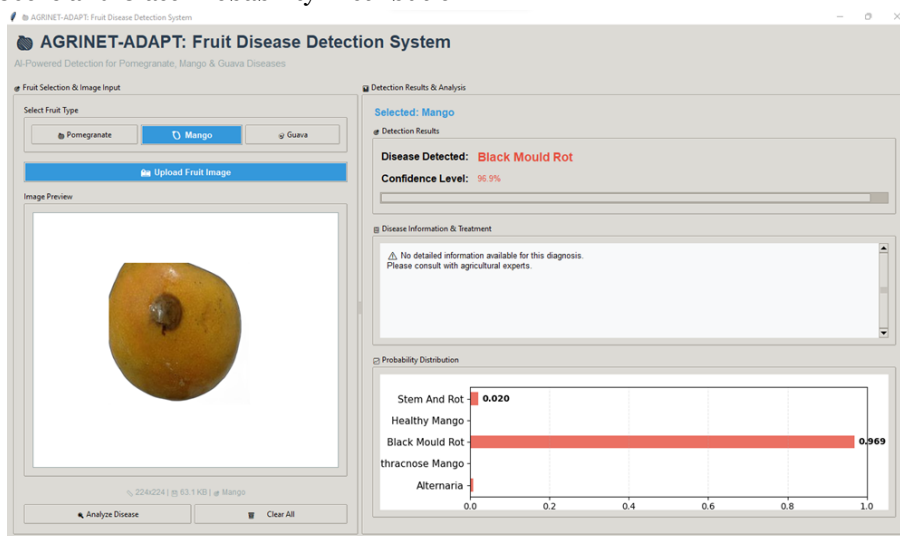 AGRINET-ADAPT: Fruit Disease Detection System
AGRINET-ADAPT: Fruit Disease Detection System
AI-Powered Detection for Pomegranate, Mango & Guava Diseases
Fruit Selection & Image Input
Select Fruit Type
Pomegranate
Mango
Guava
Upload Fruit Image
Image Preview
224x224 | 63.1 KB | Mango
Analyze Disease
Clear All
Detection Results & Analysis
Selected: Mango
Detection Results
Disease Detected: Black Mould Rot
Confidence Level: 96.9%
Disease Information & Treatment
⚠ No detailed information available for this diagnosis.
Please consult with agricultural experts.
Probability Distribution
Stem And Rot
0.020
Healthy Mango
Black Mould Rot
0.969
thracnose Mango
Alternaria
0.0 0.2 0.4 0.6 0.8 1.0